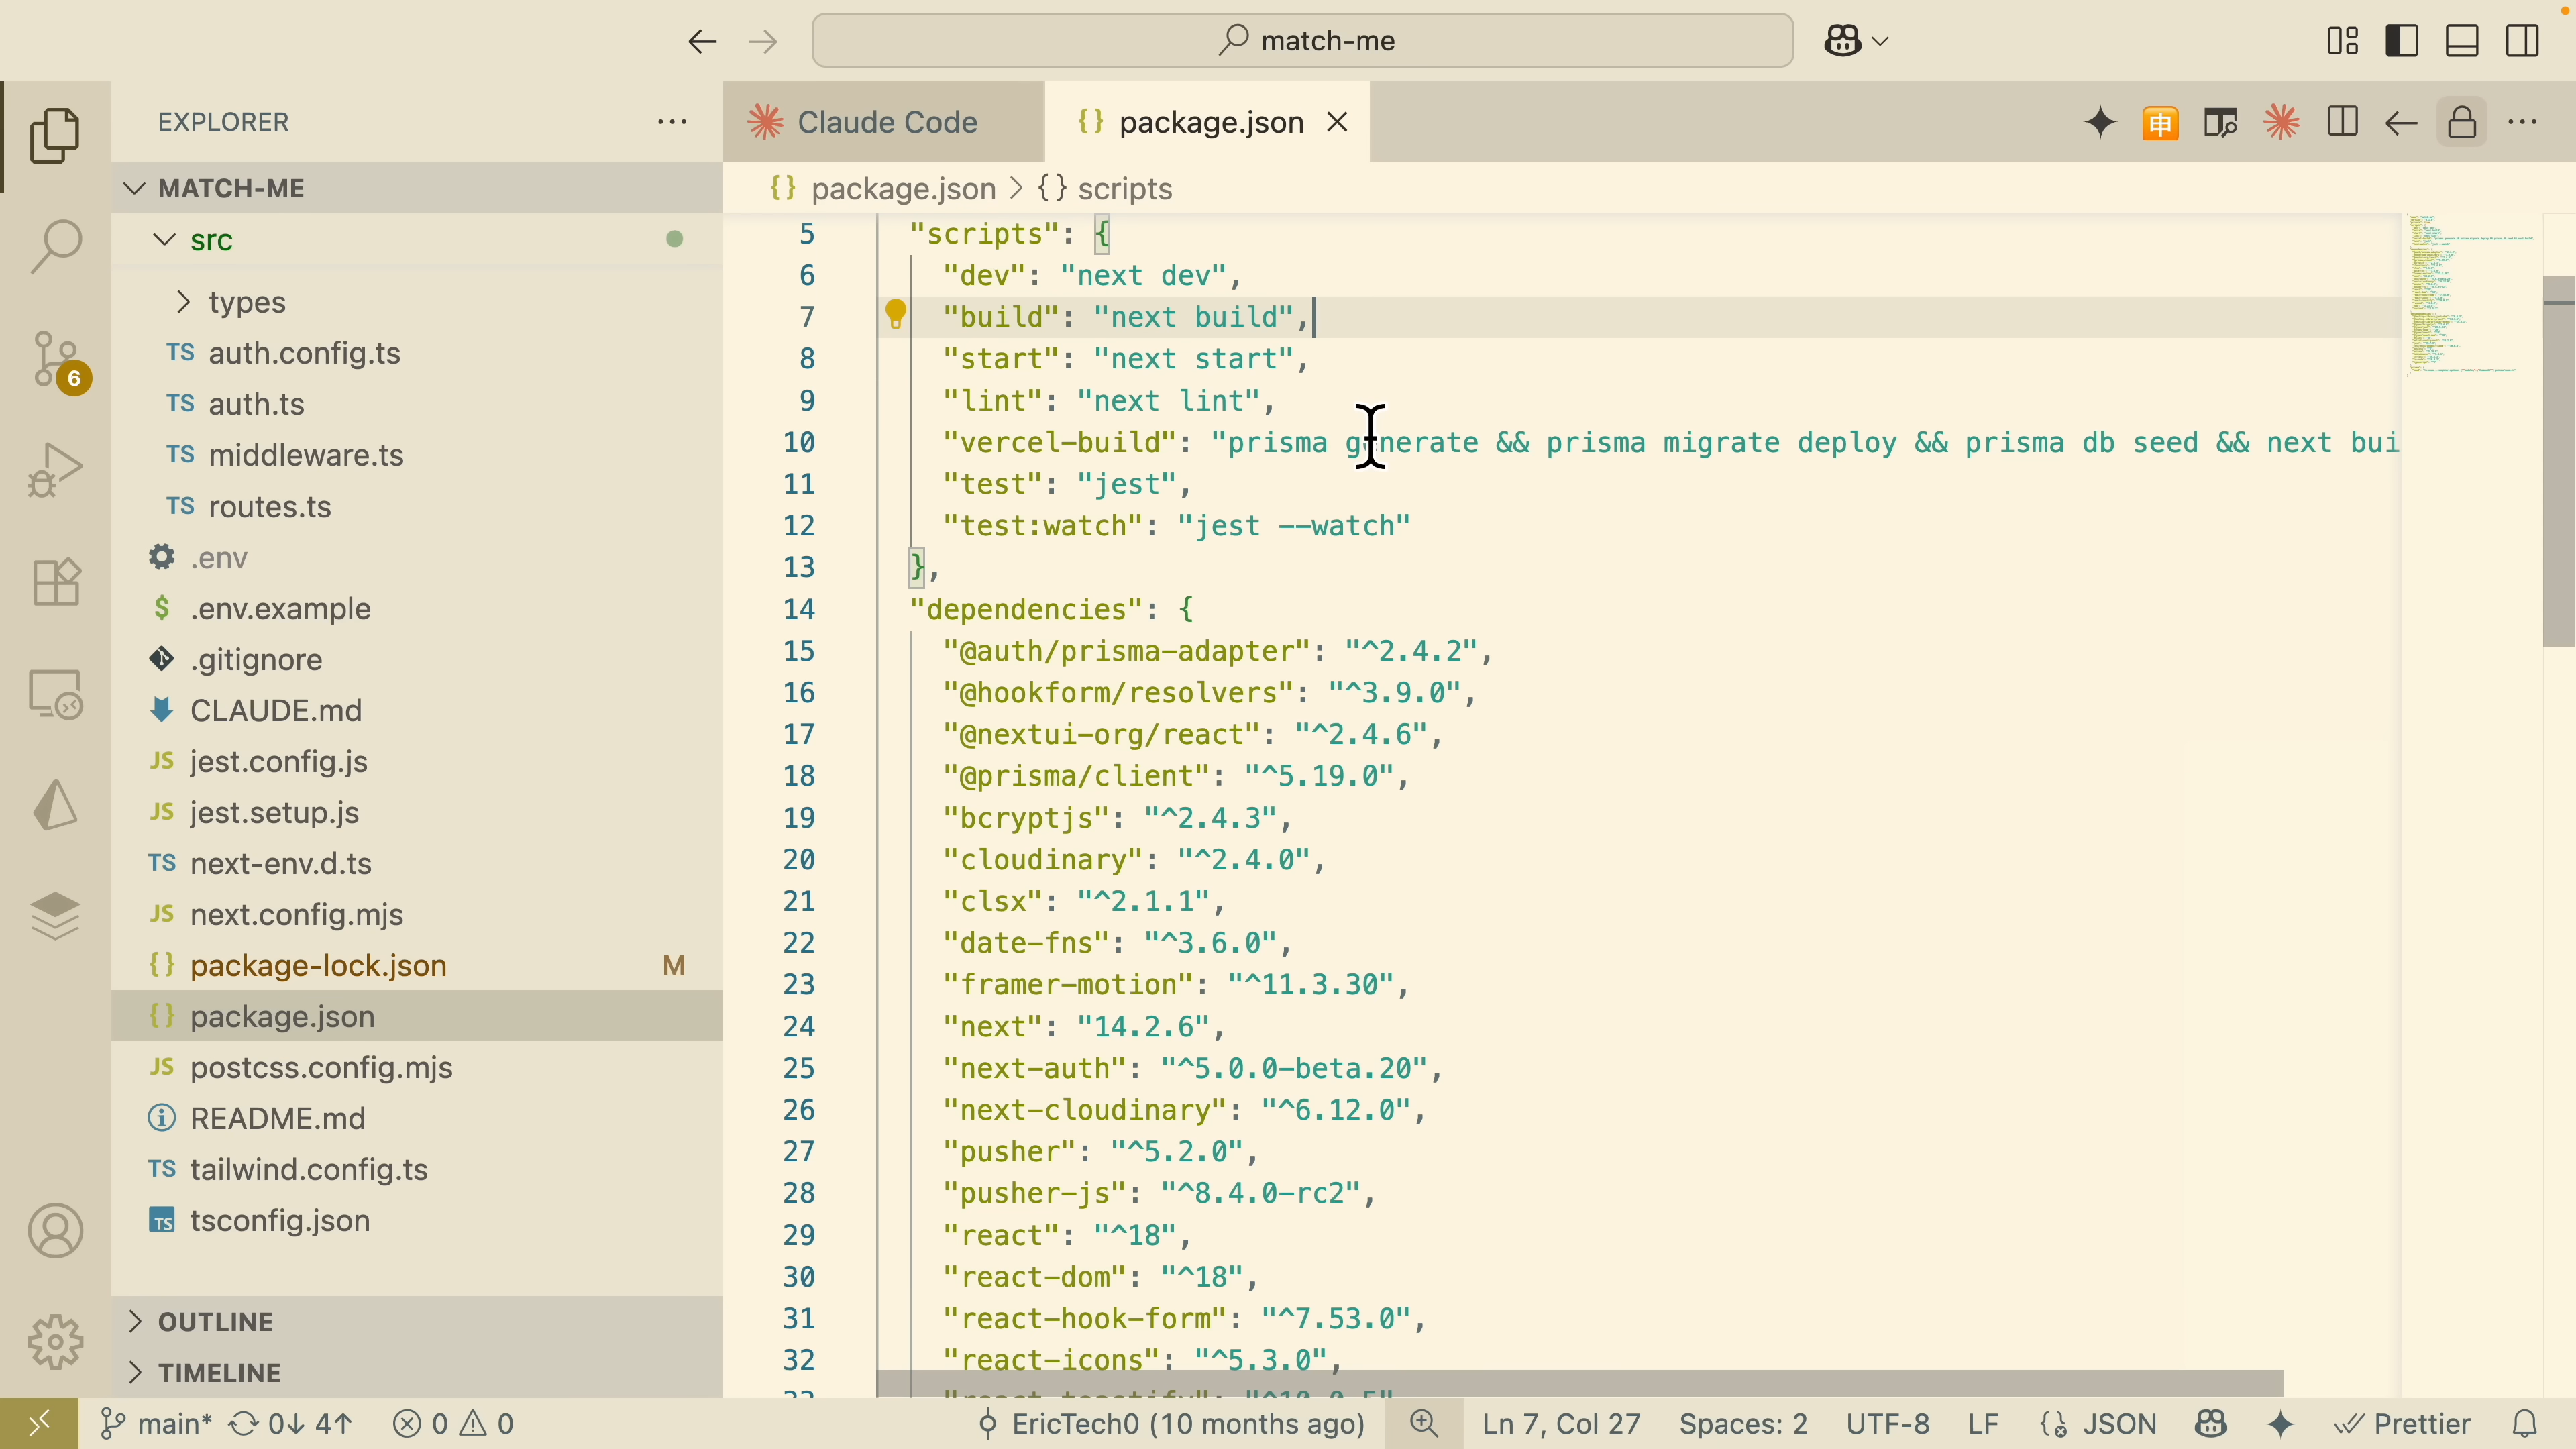 match-me
EXPLORER
Claude Code
package.json
MATCH-ME
package.json > {} scripts
src
types
TS auth.config.ts
TS auth.ts
TS middleware.ts
TS routes.ts
.env
$ .env.example
.gitignore
CLAUDE.md
JS jest.config.js
JS jest.setup.js
TS next-env.d.ts
JS next.config.mjs
{} package-lock.json M
{} package.json
JS postcss.config.mjs
README.md
TS tailwind.config.ts
TS tsconfig.json
OUTLINE
TIMELINE
6
申
5 "scripts": {
6 "dev": "next dev",
7 "build": "next build",
8 "start": "next start",
9 "lint": "next lint",
10 "vercel-build": "prisma generate && prisma migrate deploy && prisma db seed && next bui
11 "test": "jest",
12 "test:watch": "jest --watch"
13 },
14 "dependencies": {
15 "@auth/prisma-adapter": "^2.4.2",
16 "@hookform/resolvers": "^3.9.0",
17 "@nextui-org/react": "^2.4.6",
18 "@prisma/client": "^5.19.0",
19 "bcryptjs": "^2.4.3",
20 "cloudinary": "^2.4.0",
21 "clsx": "^2.1.1",
22 "date-fns": "^3.6.0",
23 "framer-motion": "^11.3.30",
24 "next": "14.2.6",
25 "next-auth": "^5.0.0-beta.20",
26 "next-cloudinary": "^6.12.0",
27 "pusher": "^5.2.0",
28 "pusher-js": "^8.4.0-rc2",
29 "react": "^18",
30 "react-dom": "^18",
31 "react-hook-form": "^7.53.0",
32 "react-icons": "^5.3.0",
main* 0↓ 4↑ 0 0 EricTech0 (10 months ago) Ln 7, Col 27 Spaces: 2 UTF-8 LF JSON Prettier